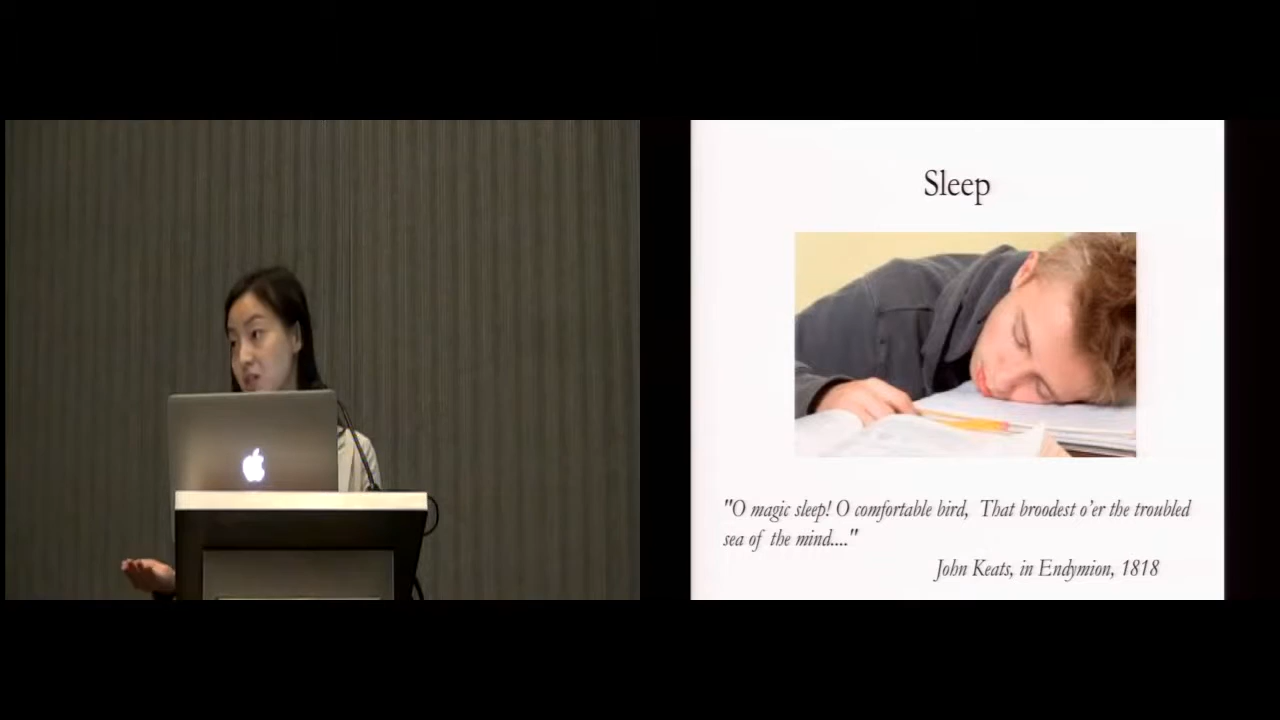 Sleep
"O magic sleep! O comfortable bird, That broodest o'er the troubled
sea of the mind...."
John Keats, in Endymion, 1818